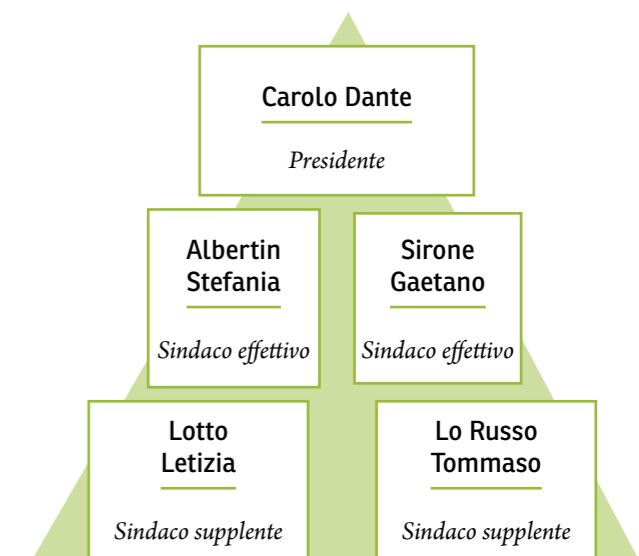 Carolo Dante
Presidente
Albertin
Stefania
Sindaco effettivo
Sirone
Gaetano
Sindaco effettivo
Lotto
Letizia
Sindaco supplente
Lo Russo
Tommaso
Sindaco supplente